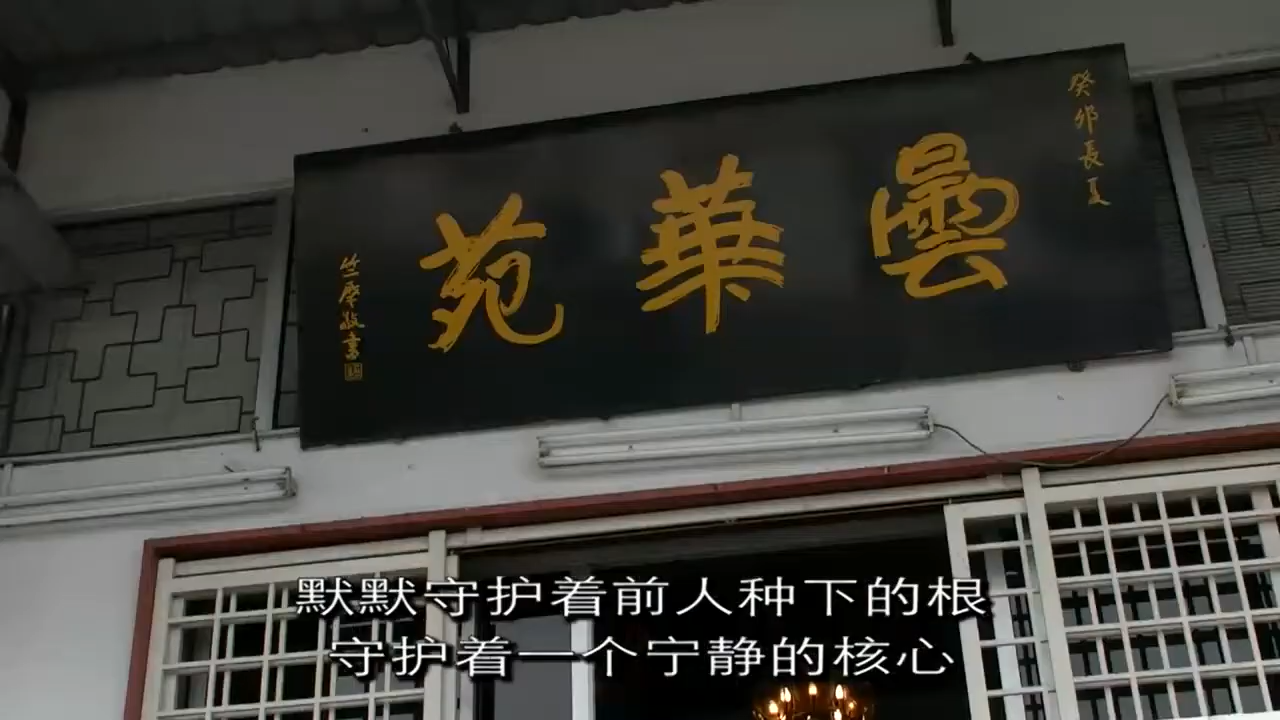 癸卯長夏
曇華苑
竺摩敬書
默默守护着前人种下的根
守护着一个宁静的核心